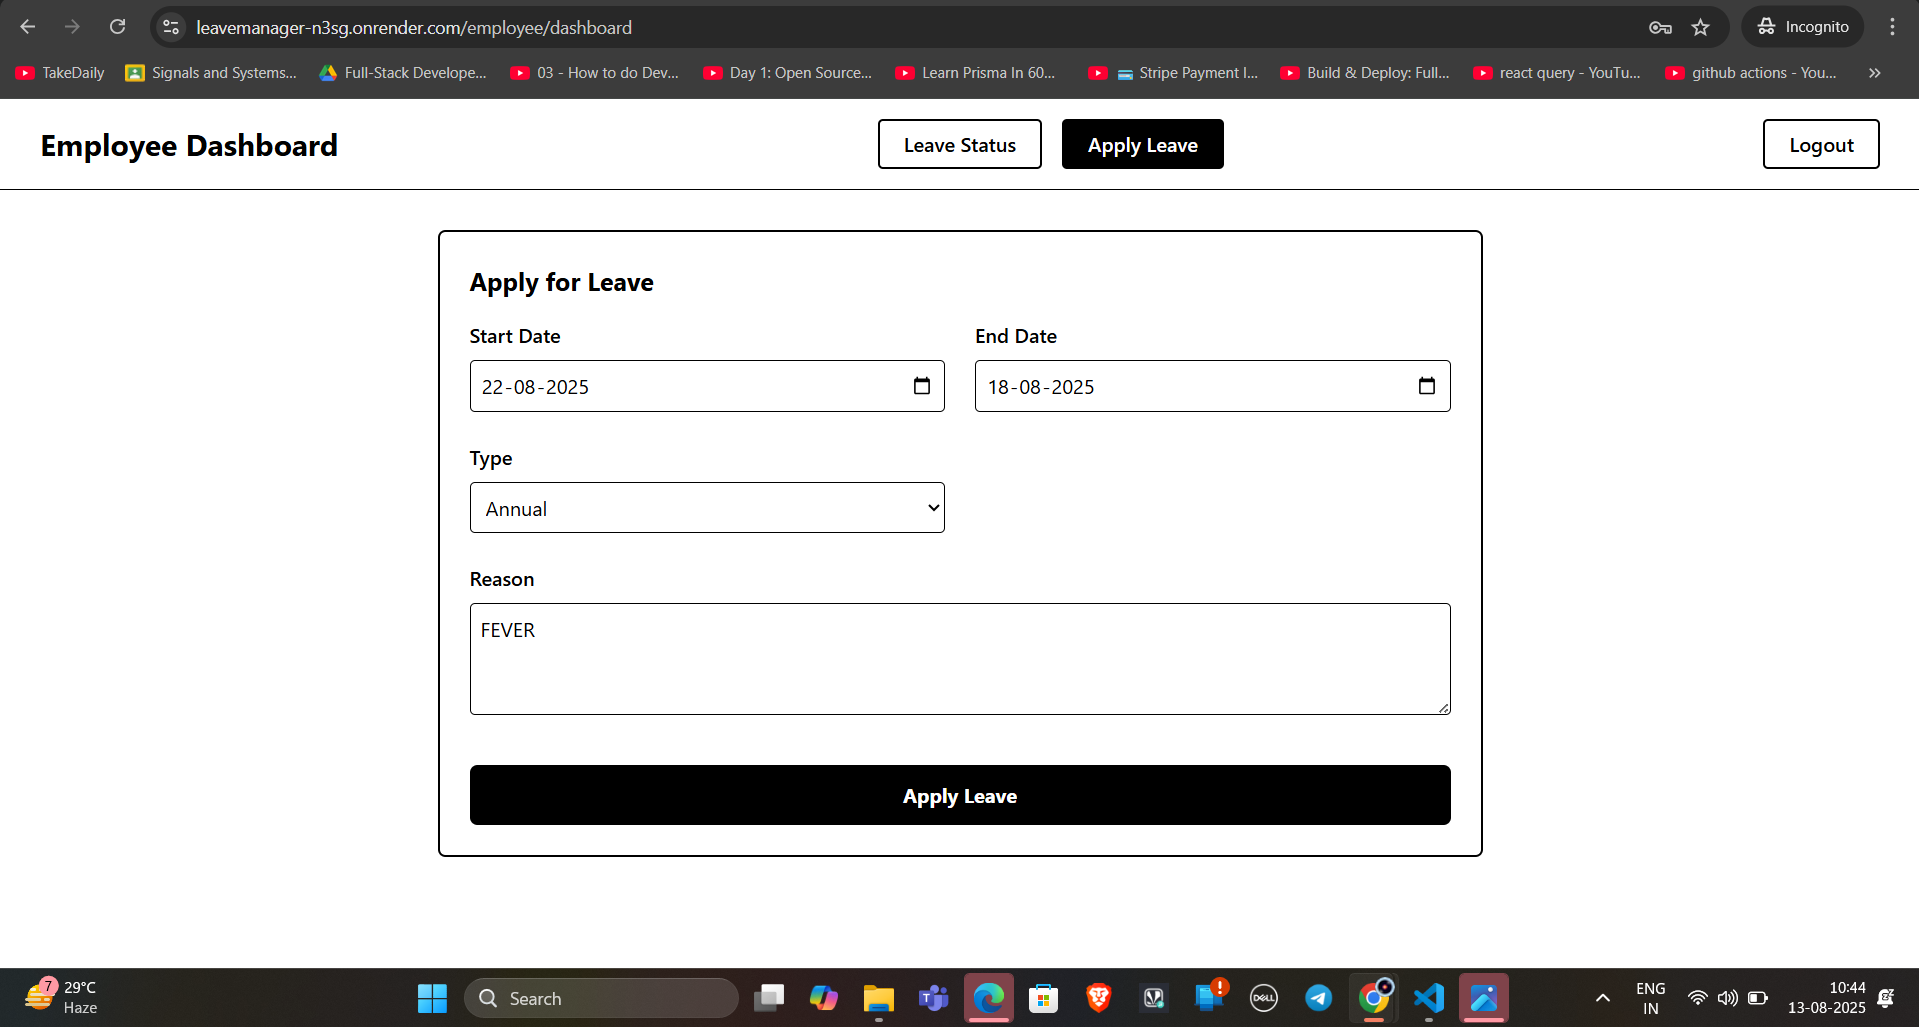 leavemanager-n3sg.onrender.com/employee/dashboard
Incognito
TakeDaily
Signals and Systems...
Full-Stack Develope...
03 - How to do Dev...
Day 1: Open Source...
Learn Prisma In 60...
Stripe Payment I...
Build & Deploy: Full...
react query - YouTu...
github actions - You...
Employee Dashboard
Leave Status
Apply Leave
Logout
Apply for Leave
Start Date
End Date
22-08-2025
18-08-2025
Type
Annual
Reason
FEVER
Apply Leave
7
29°C
Haze
Search
DELL
ENG
IN
10:44
13-08-2025